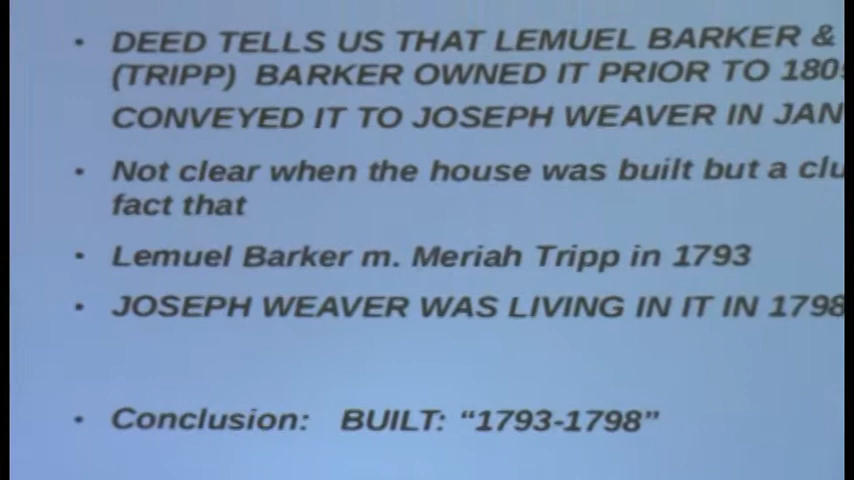 • DEED TELLS US THAT LEMUEL BARKER &
(TRIPP) BARKER OWNED IT PRIOR TO
CONVEYED IT TO JOSEPH WEAVER IN JAN
• Not clear when the house was built but a
fact that
• Lemuel Barker m. Meriah Tripp in 1793
• JOSEPH WEAVER WAS LIVING IN IT IN 1798
• Conclusion: BUILT: “1793-1798”